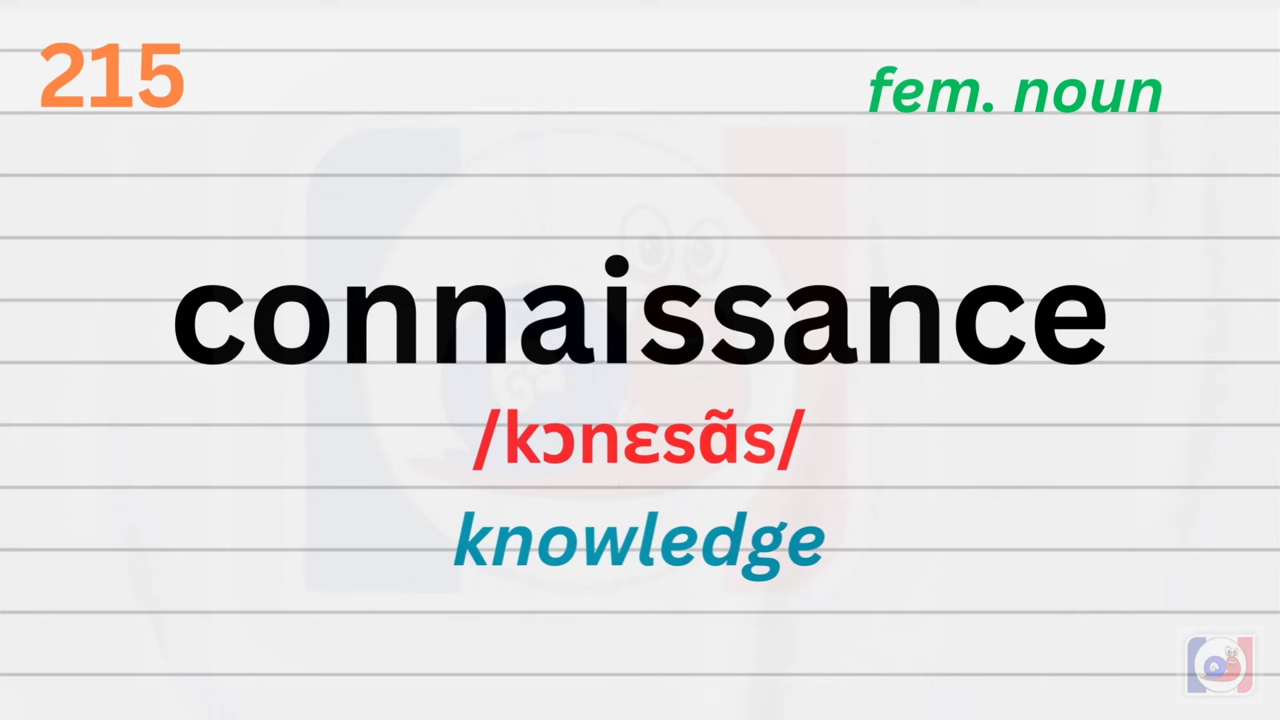 215
fem. noun
connaissance
/kɔnɛsɑ̃s/
knowledge